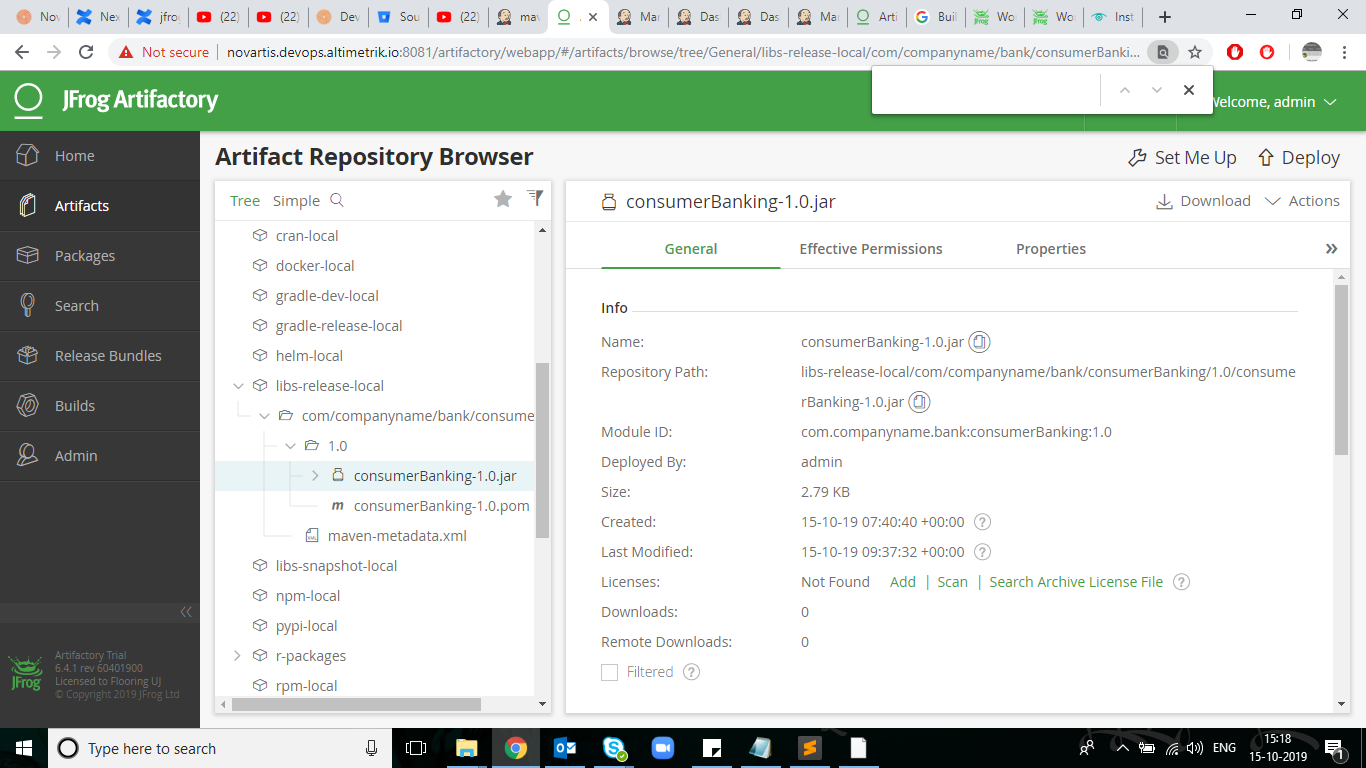 Nov
Nex
jfrog
(22)
(22)
Dev
Sou
(22)
mav
A
Mar
Das
Das
Mar
Arti
Buil
Wo
Wo
Inst
Not secure
novartis.devops.altimetrik.io:8081/artifactory/webapp/#/artifacts/browse/tree/General/libs-release-local/com/companyname/bank/consumerBanki...
JFrog Artifactory
Welcome, admin
Home
Artifacts
Packages
Search
Release Bundles
Builds
Admin
Artifactory Trial
6.4.1 rev 60401900
Licensed to Flooring UJ
© Copyright 2019 JFrog Ltd
JFrog
Artifact Repository Browser
Set Me Up
Deploy
Tree
Simple
cran-local
docker-local
gradle-dev-local
gradle-release-local
helm-local
libs-release-local
com/companyname/bank/consume
1.0
consumerBanking-1.0.jar
m consumerBanking-1.0.pom
maven-metadata.xml
libs-snapshot-local
npm-local
pypi-local
r-packages
rpm-local
consumerBanking-1.0.jar
Download
Actions
General
Effective Permissions
Properties
Info
Name: consumerBanking-1.0.jar
Repository Path: libs-release-local/com/companyname/bank/consumerBanking/1.0/consume
rBanking-1.0.jar
Module ID: com.companyname.bank:consumerBanking:1.0
Deployed By: admin
Size: 2.79 KB
Created: 15-10-19 07:40:40 +00:00
Last Modified: 15-10-19 09:37:32 +00:00
Licenses: Not Found Add | Scan | Search Archive License File
Downloads: 0
Remote Downloads: 0
Filtered
Type here to search
ENG
15:18
15-10-2019
1